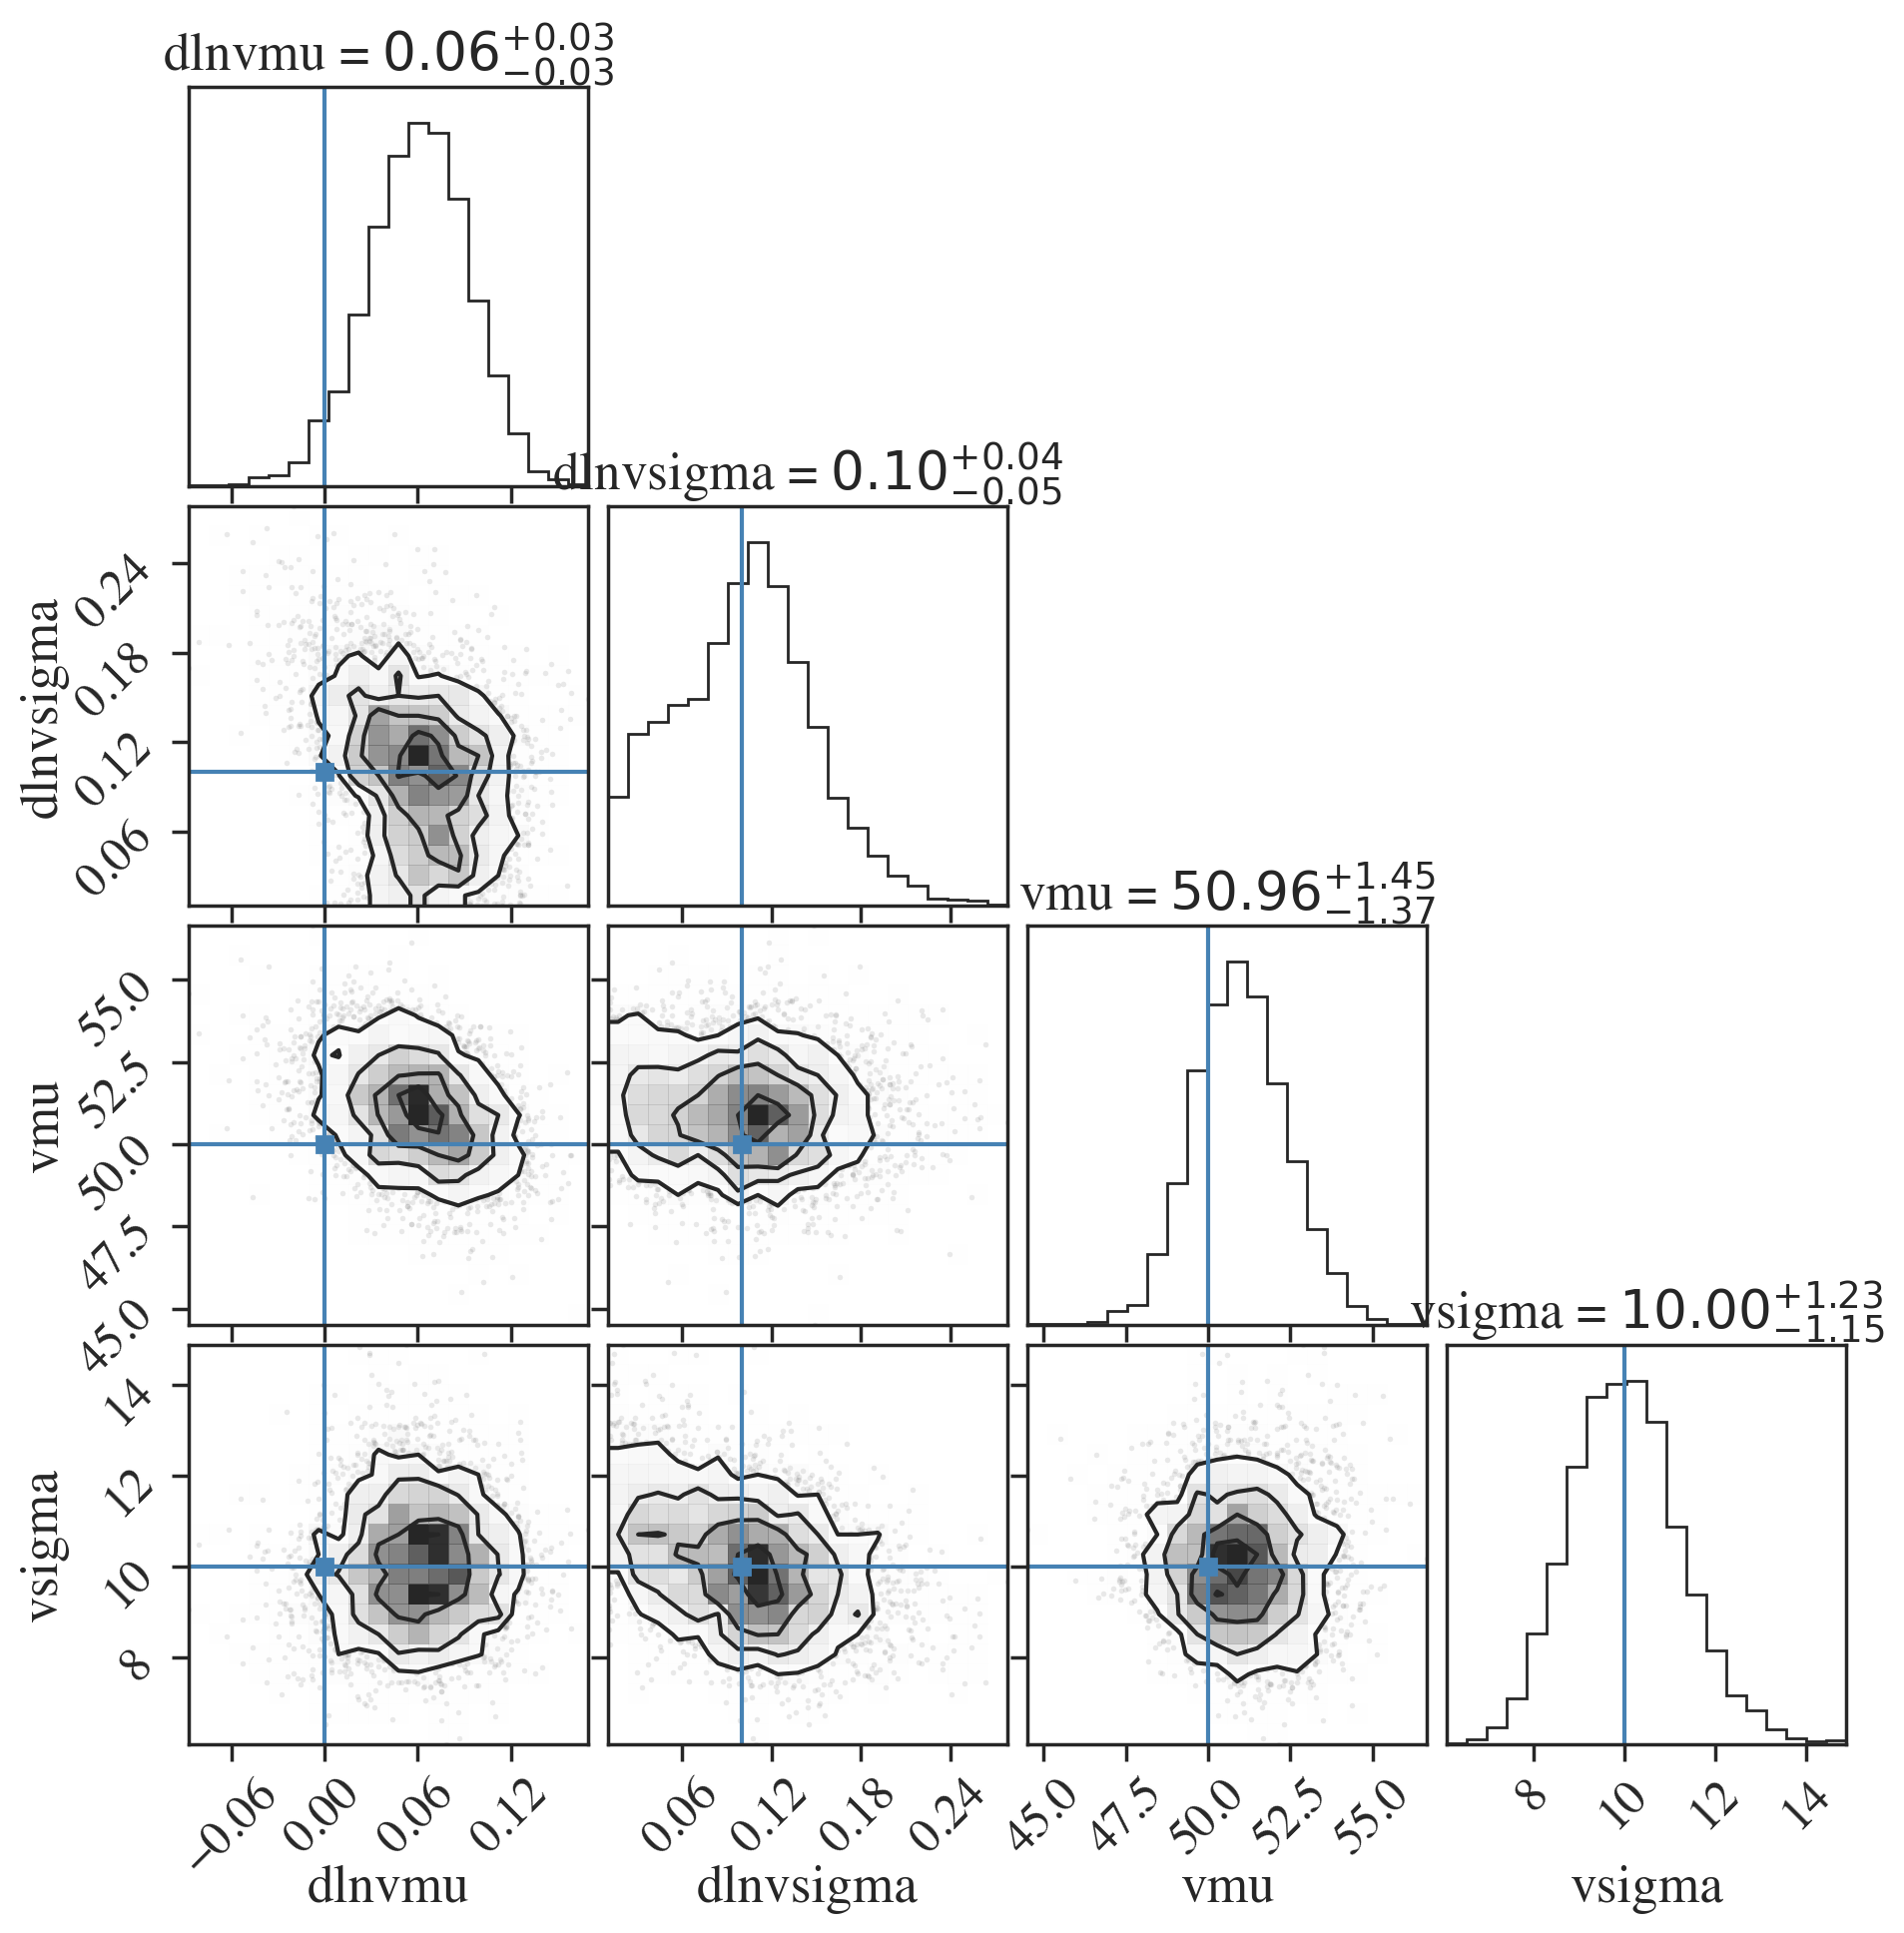 dlnvmu = 0.06 +0.03 −0.03
dlnvsigma = 0.10 +0.04 −0.05
0.24
0.18
0.12
0.06
dlnvsigma
vmu = 50.96 +1.45 −1.37
55.0
52.5
50.0
47.5
45.0
vmu
vsigma = 10.00 +1.23 −1.15
14
12
10
8
vsigma
−0.06 0.00 0.06 0.12
0.06 0.12 0.18 0.24
45.0 47.5 50.0 52.5 55.0
8 10 12 14
dlnvmu
dlnvsigma
vmu
vsigma